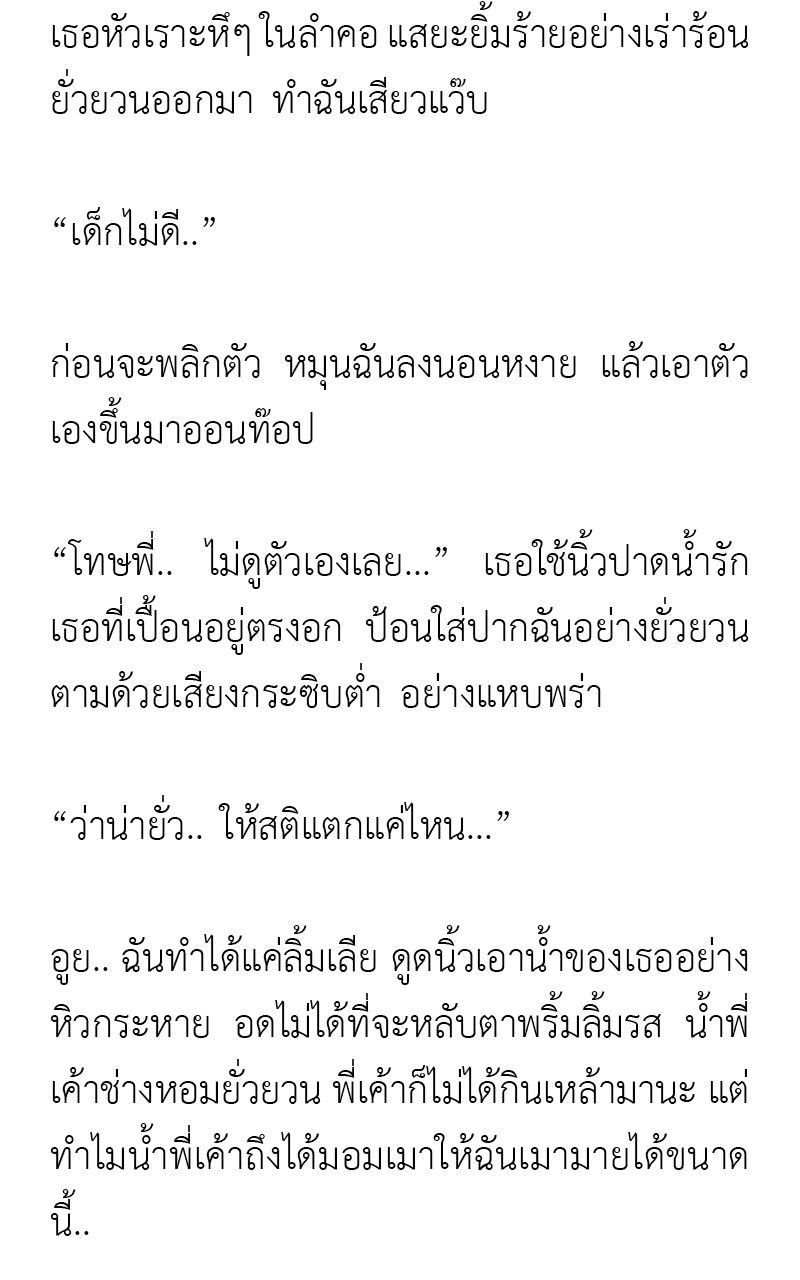 เธอหัวเราะหึๆ ในลำคอ แสยะยิ้มร้ายอย่างเร่าร้อน
ยั่วยวนออกมา ทำฉันเสียวแว๊บ
“เด็กไม่ดี..”
ก่อนจะพลิกตัว หมุนฉันลงนอนหงาย แล้วเอาตัว
เองขึ้นมาออนท๊อป
“โทษพี่.. ไม่ดูตัวเองเลย...” เธอใช้นิ้วปาดน้ำรัก
เธอที่เปื้อนอยู่ตรงอก ป้อนใส่ปากฉันอย่างยั่วยวน
ตามด้วยเสียงกระซิบต่ำ อย่างแหบพร่า
“ว่าน่ายั่ว.. ให้สติแตกแค่ไหน...”
อูย.. ฉันทำได้แค่ลิ้มเลีย ดูดนิ้วเอาน้ำของเธออย่าง
หิวกระหาย อดไม่ได้ที่จะหลับตาพริ้มลิ้มรส น้ำพี่
เค้าช่างหอมยั่วยวน พี่เค้าก็ไม่ได้กินเหล้ามานะ แต่
ทำไมน้ำพี่เค้าถึงได้มอมเมาให้ฉันเมามายได้ขนาด
นี้..